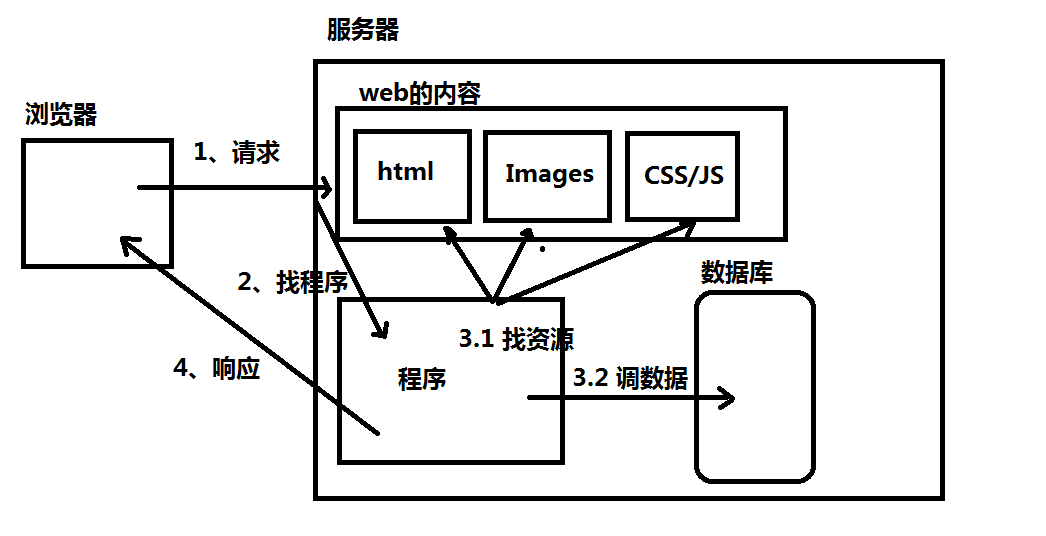 服务器
web的内容
浏览器
1、请求
html
Images
CSS/JS
2、找程序
数据库
3.1 找资源
4、响应
程序
3.2 调数据